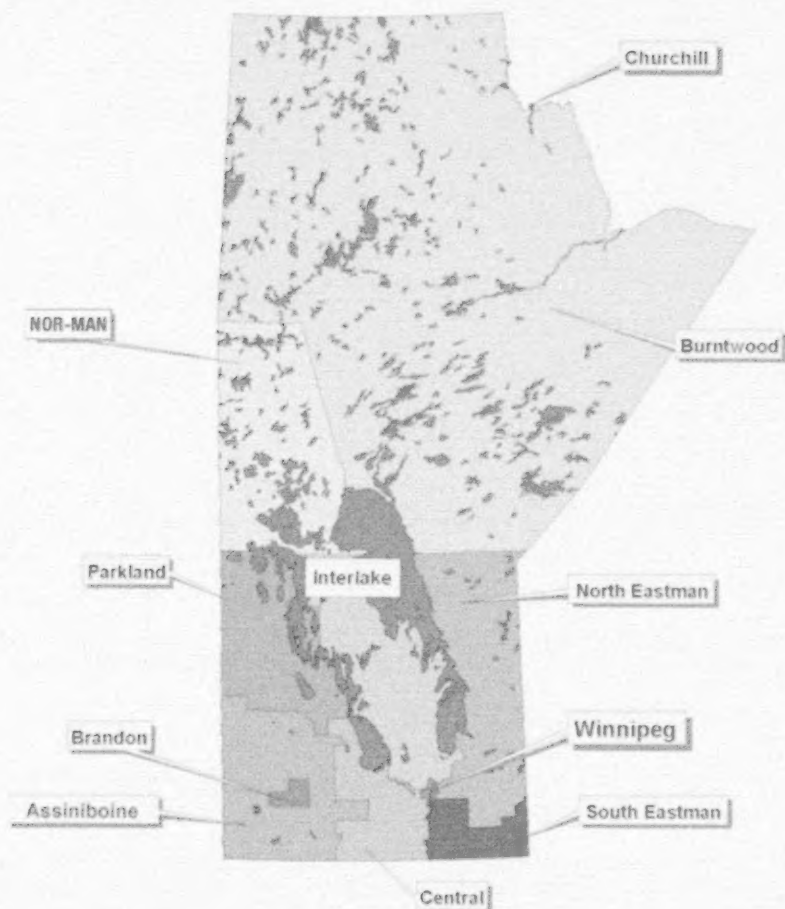 Churchill
NOR-MAN
Burntwood
Parkland
Interlake
North Eastman
Brandon
Winnipeg
Assiniboine
South Eastman
Central